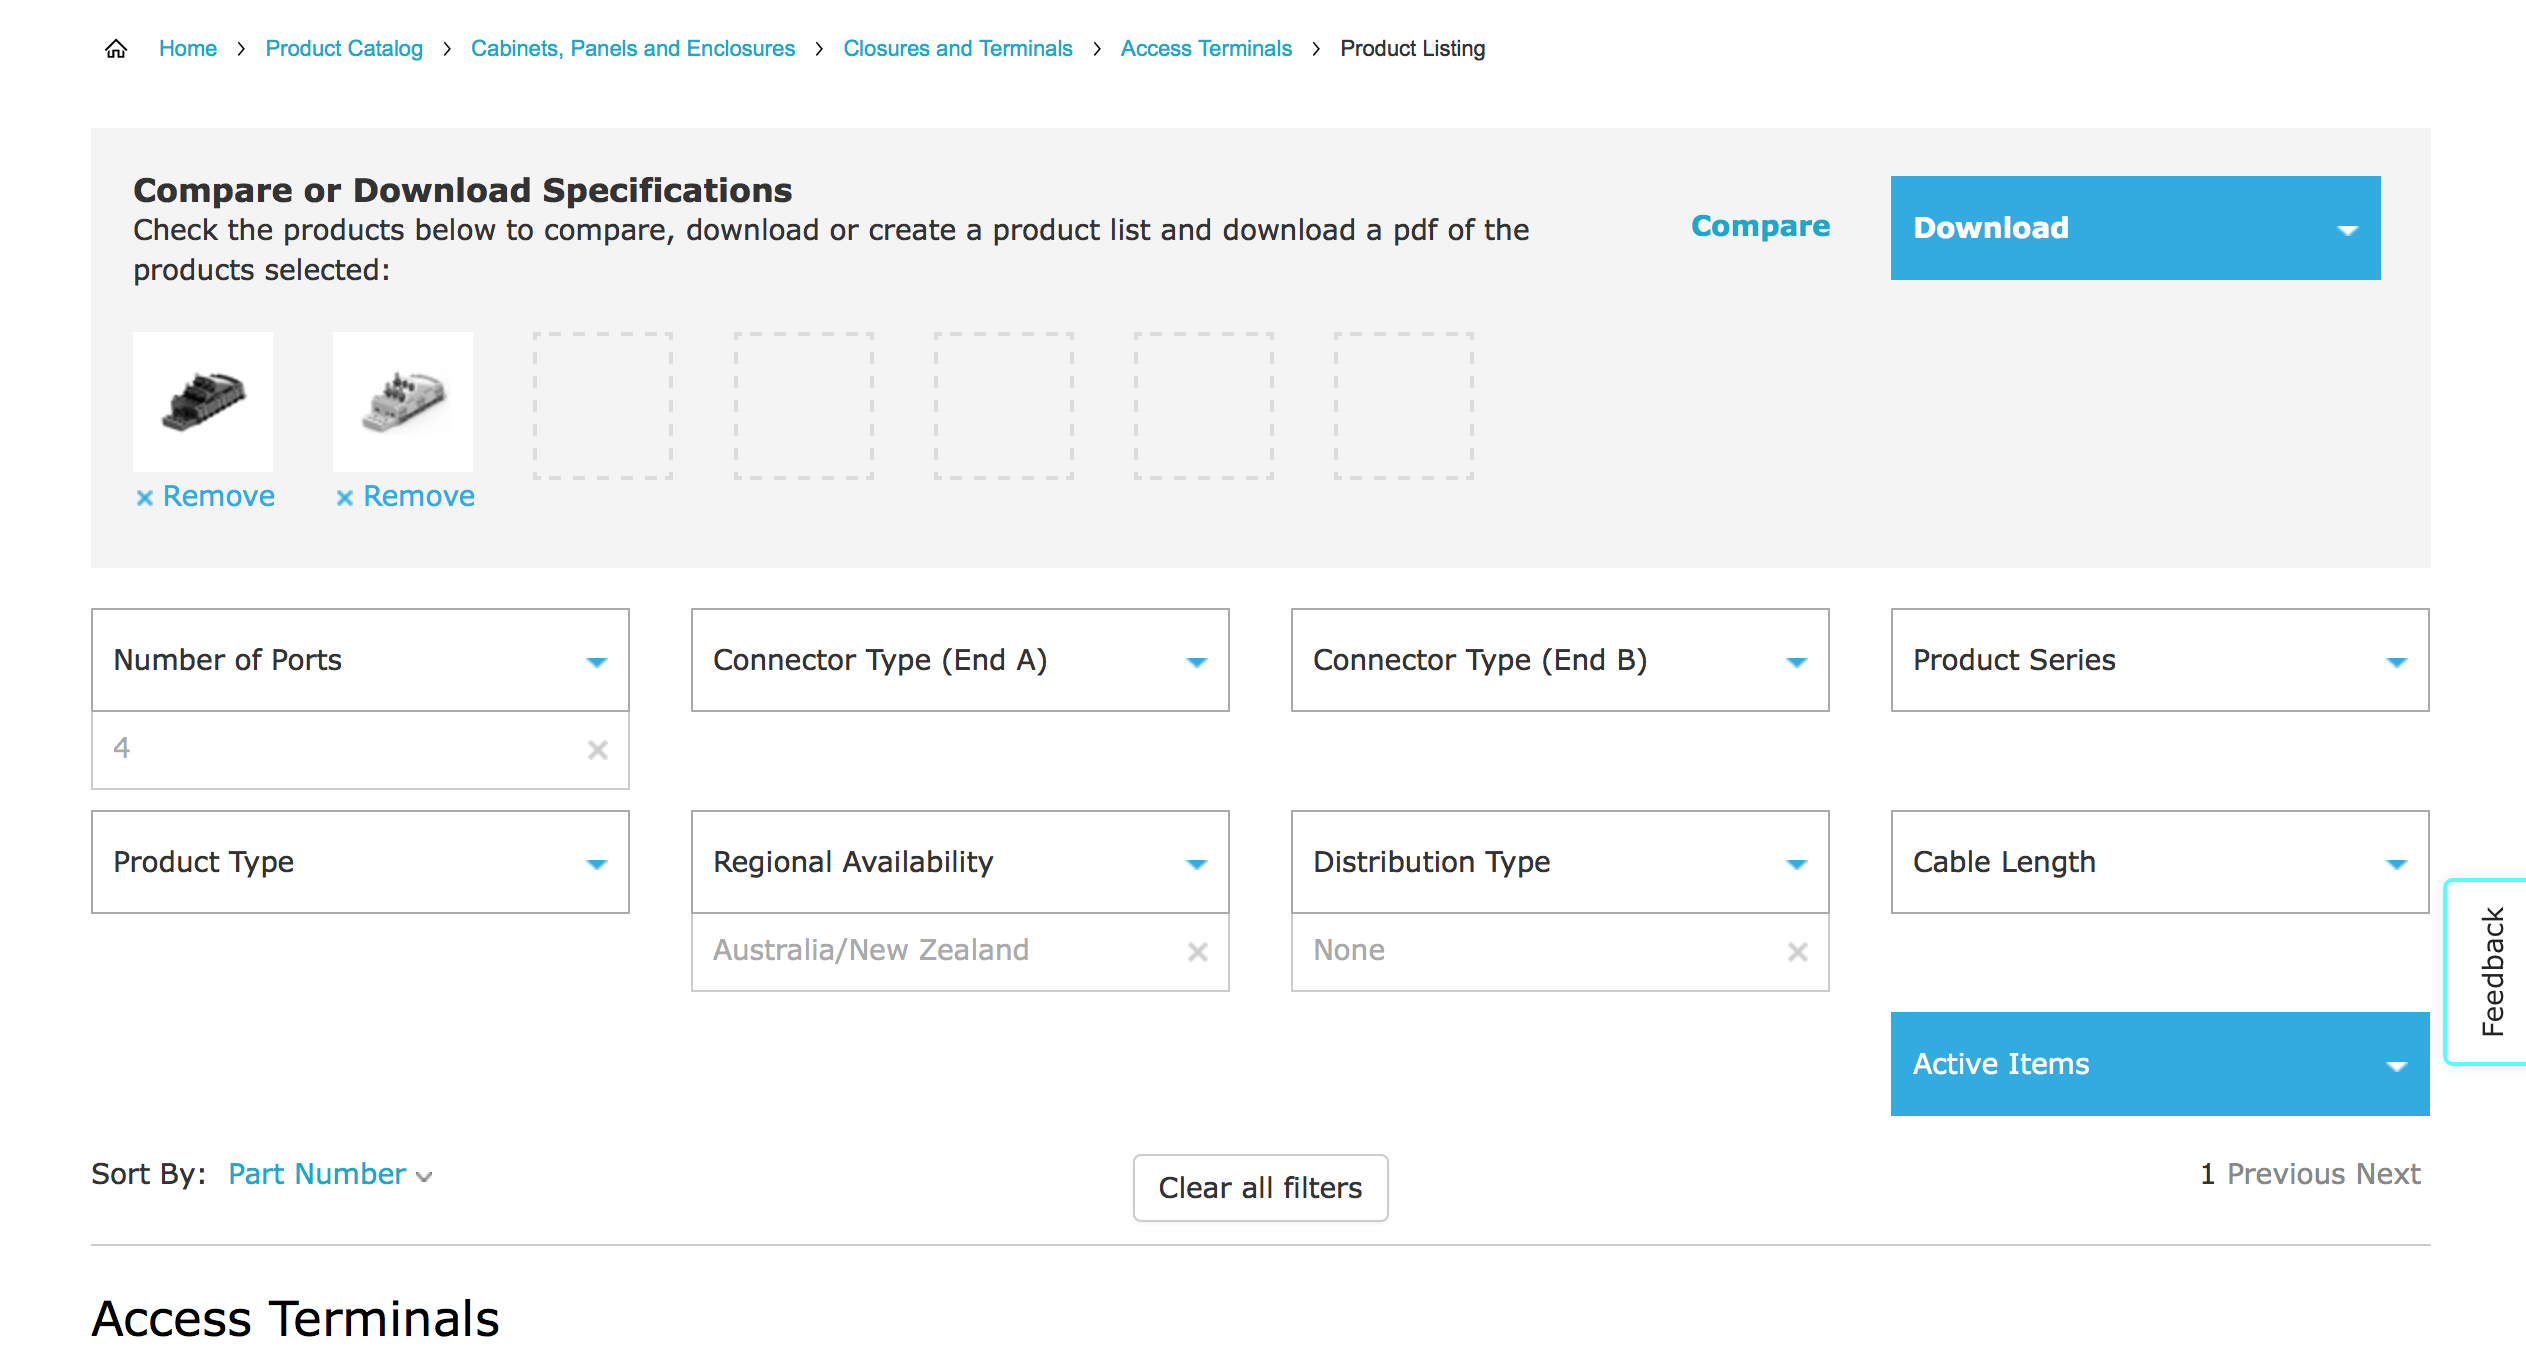 Home > Product Catalog > Cabinets, Panels and Enclosures > Closures and Terminals > Access Terminals > Product Listing
Compare or Download Specifications
Check the products below to compare, download or create a product list and download a pdf of the
products selected:
Compare
Download
× Remove
× Remove
Number of Ports
Connector Type (End A)
Connector Type (End B)
Product Series
4
Product Type
Regional Availability
Distribution Type
Cable Length
Australia/New Zealand
None
Feedback
Active Items
Sort By: Part Number
Clear all filters
1 Previous Next
Access Terminals